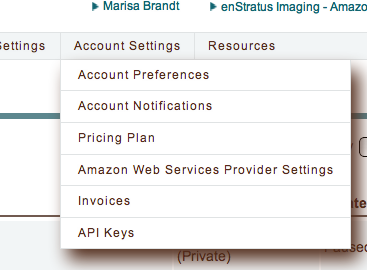 Marisa Brandt
enStratus Imaging - Amazo
Settings
Account Settings
Resources
Account Preferences
Account Notifications
Pricing Plan
Amazon Web Services Provider Settings
Invoices
API Keys
(Private)